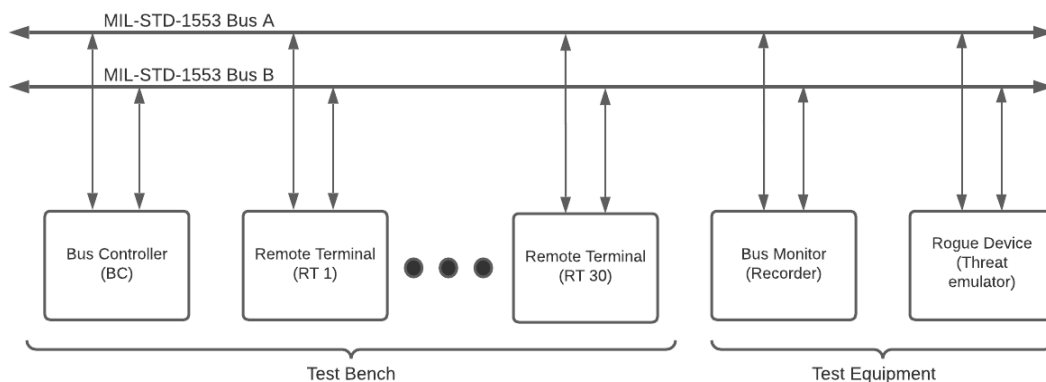 MIL-STD-1553 Bus A
MIL-STD-1553 Bus B
Bus Controller
(BC)
Remote Terminal
(RT 1)
Remote Terminal
(RT 30)
Bus Monitor
(Recorder)
Rogue Device
(Threat
emulator)
Test Bench
Test Equipment